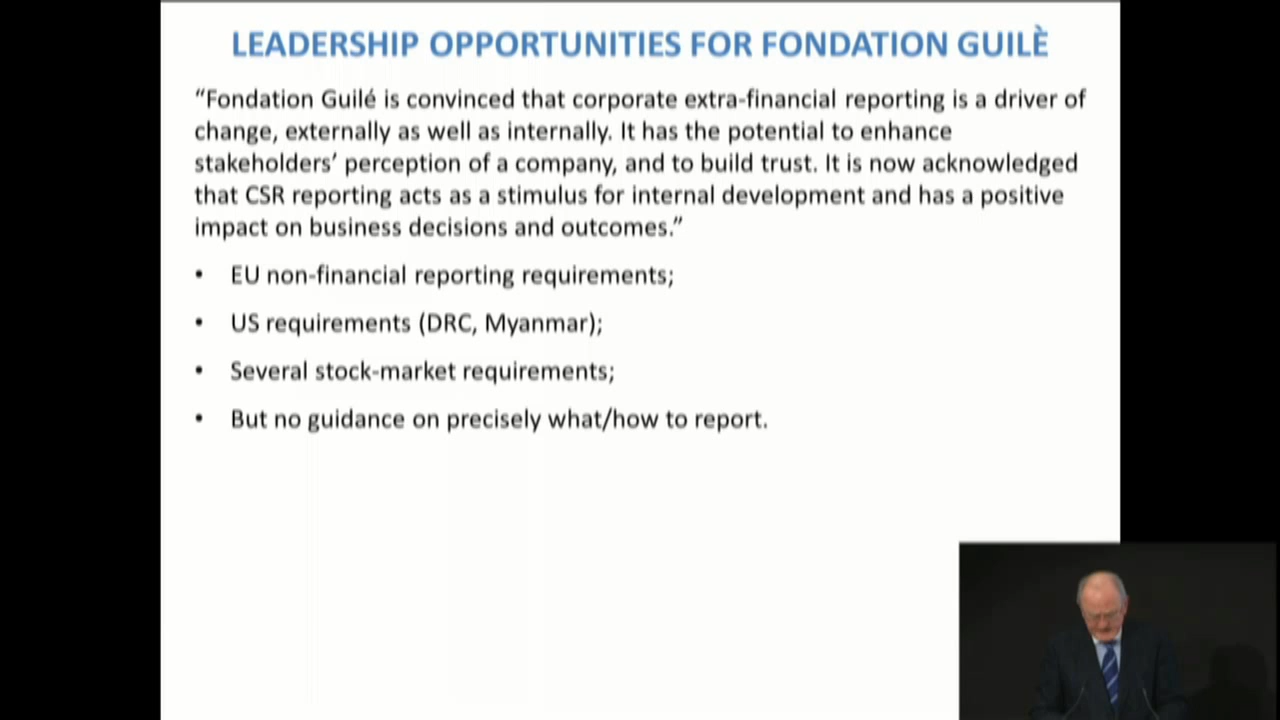 LEADERSHIP OPPORTUNITIES FOR FONDATION GUILÈ
“Fondation Guilé is convinced that corporate extra-financial reporting is a driver of
change, externally as well as internally. It has the potential to enhance
stakeholders’ perception of a company, and to build trust. It is now acknowledged
that CSR reporting acts as a stimulus for internal development and has a positive
impact on business decisions and outcomes.”
• EU non-financial reporting requirements;
• US requirements (DRC, Myanmar);
• Several stock-market requirements;
• But no guidance on precisely what/how to report.